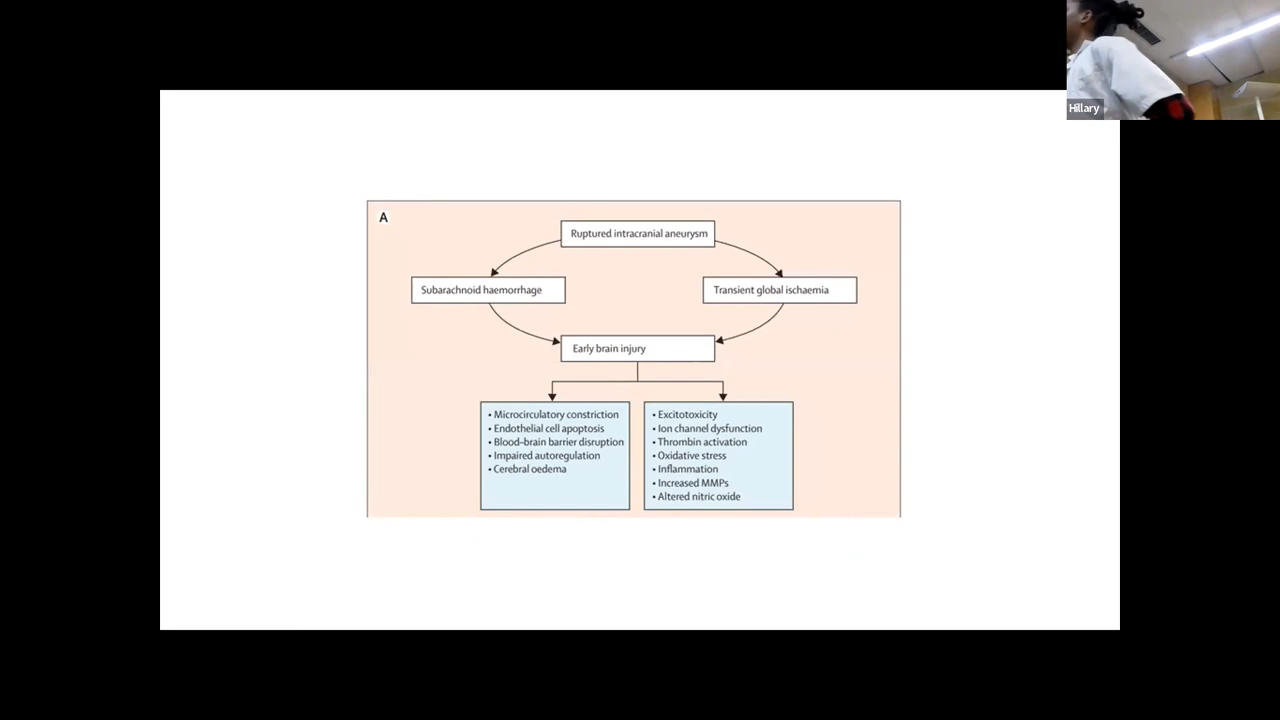 Hillary
A
Ruptured intracranial aneurysm
Subarachnoid haemorrhage
Transient global ischaemia
Early brain injury
• Microcirculatory constriction
• Endothelial cell apoptosis
• Blood–brain barrier disruption
• Impaired autoregulation
• Cerebral oedema
• Excitotoxicity
• Ion channel dysfunction
• Thrombin activation
• Oxidative stress
• Inflammation
• Increased MMPs
• Altered nitric oxide